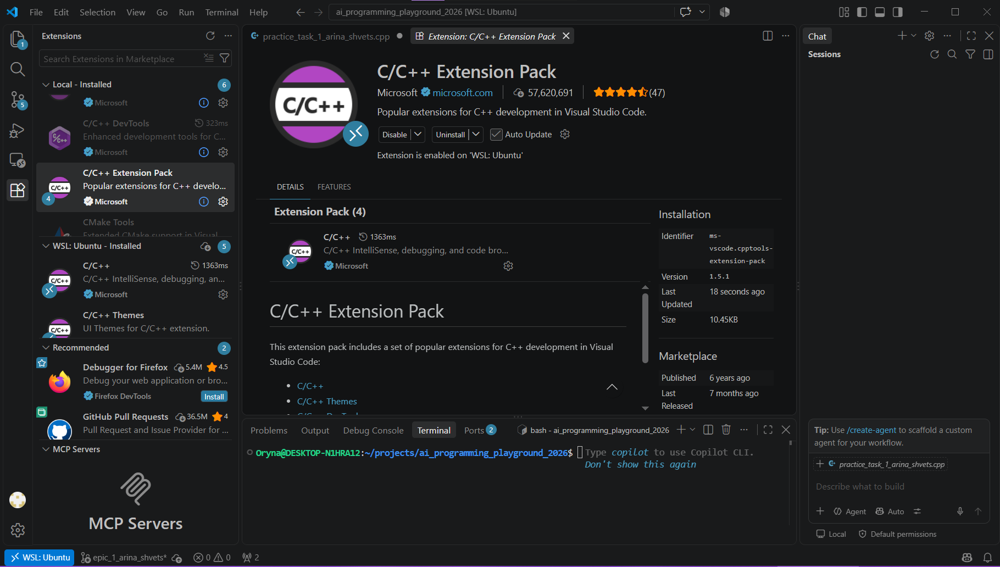 File Edit Selection View Go Run Terminal Help
ai_programming_playground_2026 [WSL: Ubuntu]
1
5
Extensions
Search Extensions in Marketplace
Local - Installed 6
Microsoft
C/C++ DevTools 323ms
Enhanced development tools for C...
Microsoft
C/C++ Extension Pack
Popular extensions for C++ develo...
4
Microsoft
CMake Tools
Extended CMake support in Visual
WSL: Ubuntu - Installed 5
C/C++ 1363ms
C/C++ IntelliSense, debugging, an...
Microsoft
C/C++ Themes
UI Themes for C/C++ extension.
Recommended 2
Debugger for Firefox 5.4M 4.5
Debug your web application or bro...
Firefox DevTools Install
GitHub Pull Requests 36.5M 4
Pull Request and Issue Provider for ...
MCP Servers
MCP Servers
practice_task_1_arina_shvets.cpp
Extension: C/C++ Extension Pack
C/C++
C/C++ Extension Pack
Microsoft microsoft.com 57,620,691 (47)
Popular extensions for C++ development in Visual Studio Code.
Disable Uninstall Auto Update
Extension is enabled on 'WSL: Ubuntu'
DETAILS FEATURES
Extension Pack (4)
C/C++ 1363ms
C/C++ IntelliSense, debugging, and code bro...
Microsoft
C/C++ Extension Pack
This extension pack includes a set of popular extensions for C++ development in Visual
Studio Code:
C/C++
C/C++ Themes
Installation
Identifier ms-
vscode.cpptools-
extension-pack
Version 1.5.1
Last 18 seconds ago
Updated
Size 10.45KB
Marketplace
Published 6 years ago
Last 7 months ago
Released
Problems Output Debug Console Terminal Ports 2 bash - ai_programming_playground_2026
Oryna@DESKTOP-N1HRA12:~/projects/ai_programming_playground_2026$ Type copilot to use Copilot CLI.
Don't show this again
Chat
Sessions
Tip: Use /create-agent to scaffold a custom
agent for your workflow.
practice_task_1_arina_shvets.cpp
Describe what to build
Agent Auto
Local Default permissions
WSL: Ubuntu epic_1_arina_shvets* 0 0 2